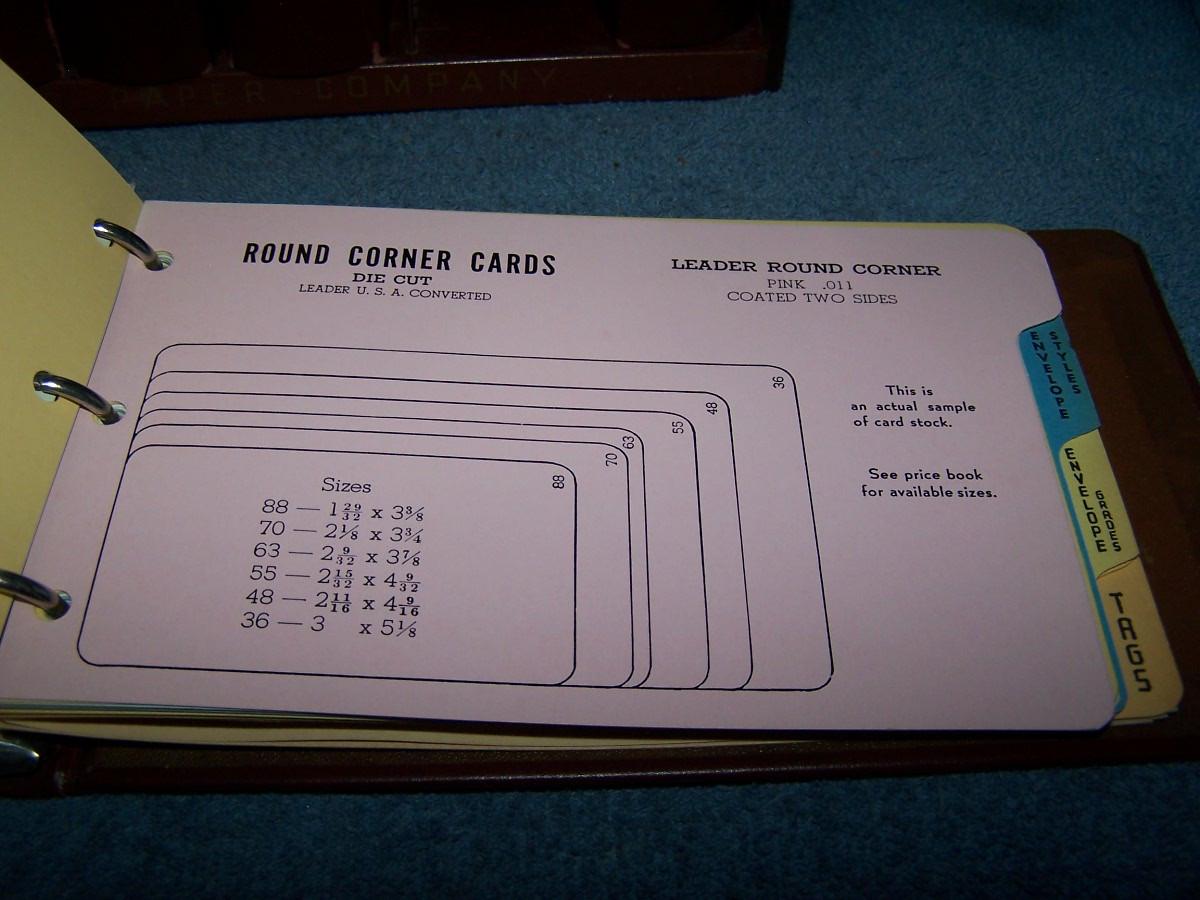 PAPER COMPANY
ROUND CORNER CARDS
DIE CUT
LEADER U. S. A. CONVERTED
LEADER ROUND CORNER
PINK .011
COATED TWO SIDES
36
48
55
63
70
88
Sizes
88 — 1 29/32 x 3 3/8
70 — 2 1/8 x 3 3/4
63 — 2 9/32 x 3 7/8
55 — 2 15/32 x 4 9/32
48 — 2 11/16 x 4 9/16
36 — 3 x 5 1/8
This is
an actual sample
of card stock.
See price book
for available sizes.
ENVELOPE
STYLES
ENVELOPE
GRADES
TAGS